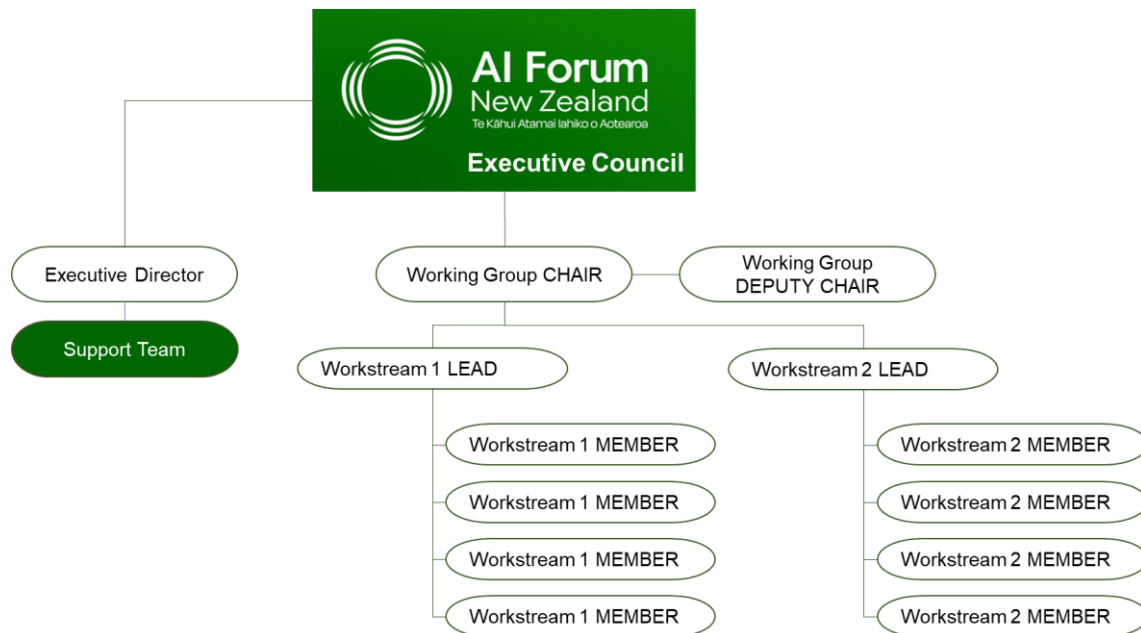 AI Forum
New Zealand
Te Kāhui Atamai Iahiko o Aotearoa
Executive Council
Executive Director
Working Group CHAIR
Working Group
DEPUTY CHAIR
Support Team
Workstream 1 LEAD
Workstream 2 LEAD
Workstream 1 MEMBER
Workstream 2 MEMBER
Workstream 1 MEMBER
Workstream 2 MEMBER
Workstream 1 MEMBER
Workstream 2 MEMBER
Workstream 1 MEMBER
Workstream 2 MEMBER